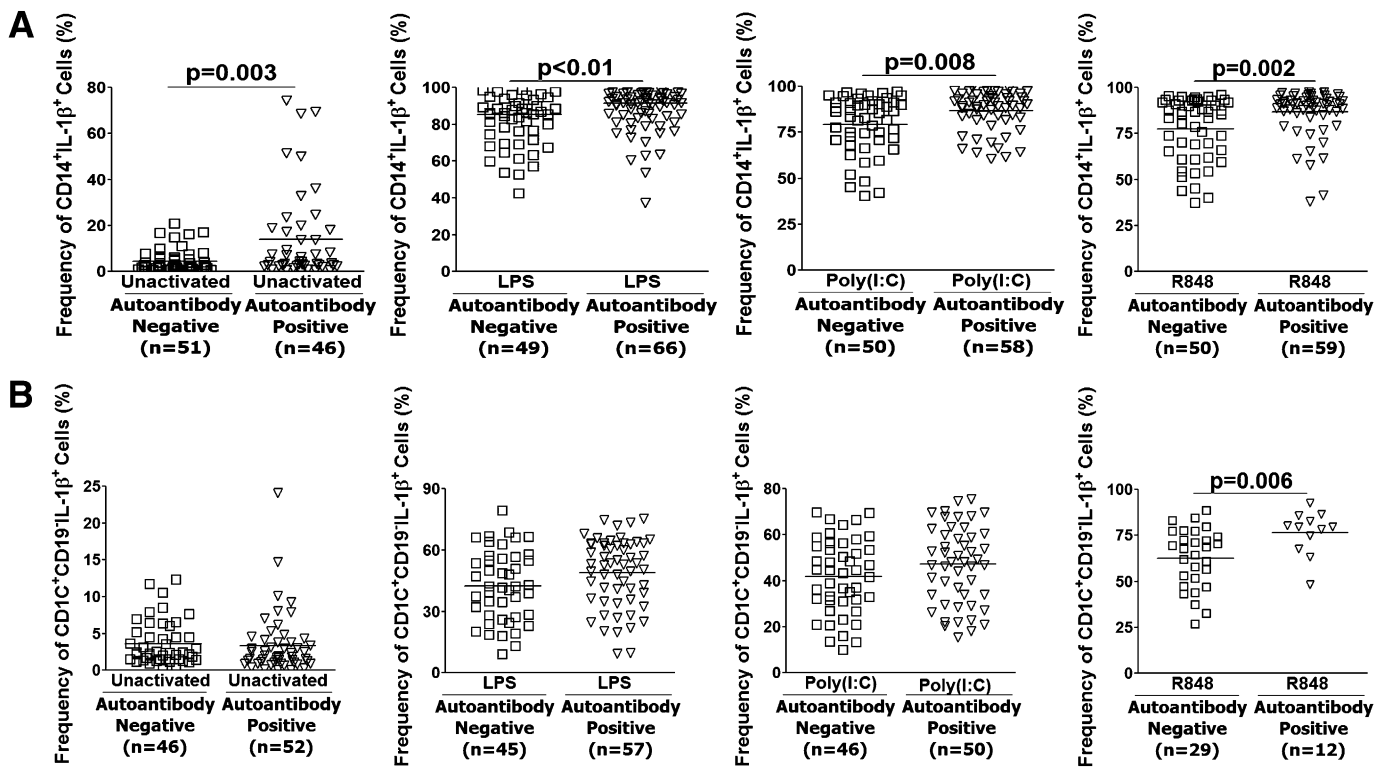 A
Frequency of CD14⁺IL-1β⁺ Cells (%)
p=0.003
80
60
40
20
0
Unactivated
Unactivated
Autoantibody
Negative
(n=51)
Autoantibody
Positive
(n=46)
Frequency of CD14⁺IL-1β⁺ Cells (%)
p<0.01
100
80
60
40
20
0
LPS
LPS
Autoantibody
Negative
(n=49)
Autoantibody
Positive
(n=66)
Frequency of CD14⁺IL-1β⁺ Cells (%)
p=0.008
100
75
50
25
0
Poly(I:C)
Poly(I:C)
Autoantibody
Negative
(n=50)
Autoantibody
Positive
(n=58)
Frequency of CD14⁺IL-1β⁺ Cells (%)
p=0.002
100
75
50
25
0
R848
R848
Autoantibody
Negative
(n=50)
Autoantibody
Positive
(n=59)
B
Frequency of CD1C⁺CD19⁻IL-1β⁺ Cells (%)
25
20
15
10
5
0
Unactivated
Unactivated
Autoantibody
Negative
(n=46)
Autoantibody
Positive
(n=52)
Frequency of CD1C⁺CD19⁻IL-1β⁺ Cells (%)
90
60
30
0
LPS
LPS
Autoantibody
Negative
(n=45)
Autoantibody
Positive
(n=57)
Frequency of CD1C⁺CD19⁻IL-1β⁺ Cells (%)
80
60
40
20
0
Poly(I:C)
Poly(I:C)
Autoantibody
Negative
(n=46)
Autoantibody
Positive
(n=50)
Frequency of CD1C⁺CD19⁻IL-1β⁺ Cells (%)
p=0.006
100
75
50
25
0
R848
R848
Autoantibody
Negative
(n=29)
Autoantibody
Positive
(n=12)